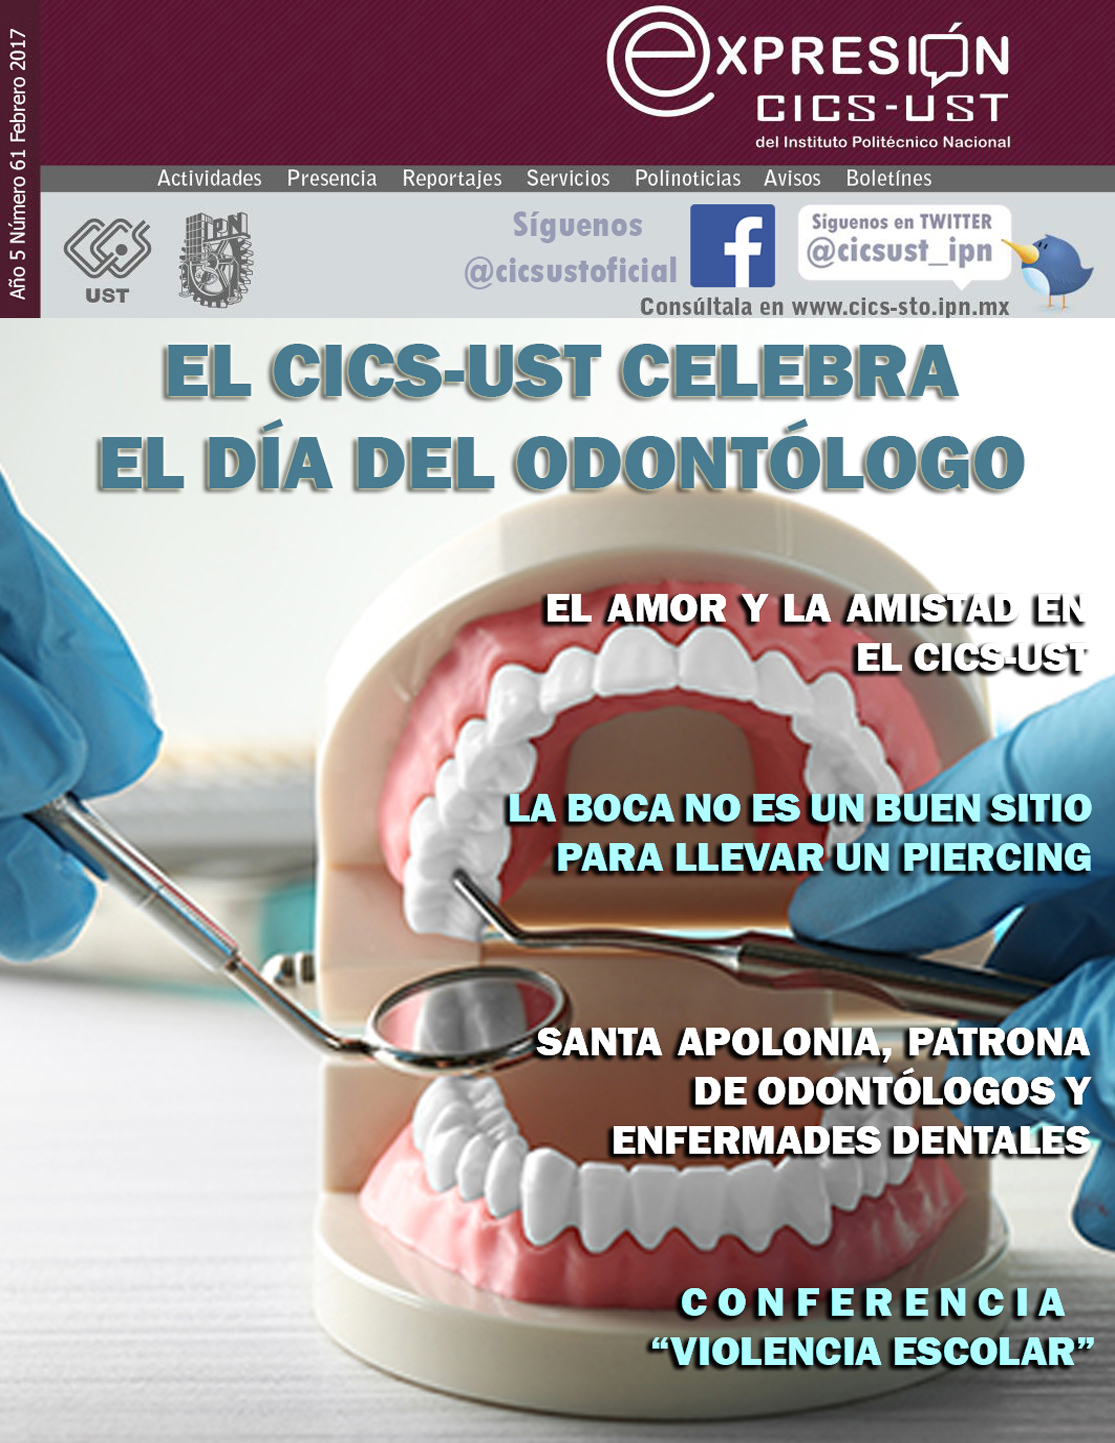 Año 5 Número 61 Febrero 2017
eXPRESIÓN
CICS-UST
del Instituto Politécnico Nacional
Actividades Presencia Reportajes Servicios Polinoticias Avisos Boletínes
CICS
UST
IPN
Síguenos
@cicsustoficial
f
Síguenos en TWITTER
@cicsust_ipn
Consúltala en www.cics-sto.ipn.mx
EL CICS-UST CELEBRA
EL DÍA DEL ODONTÓLOGO
EL AMOR Y LA AMISTAD EN
EL CICS-UST
LA BOCA NO ES UN BUEN SITIO
PARA LLEVAR UN PIERCING
SANTA APOLONIA, PATRONA
DE ODONTÓLOGOS Y
ENFERMADES DENTALES
CONFERENCIA
“VIOLENCIA ESCOLAR”